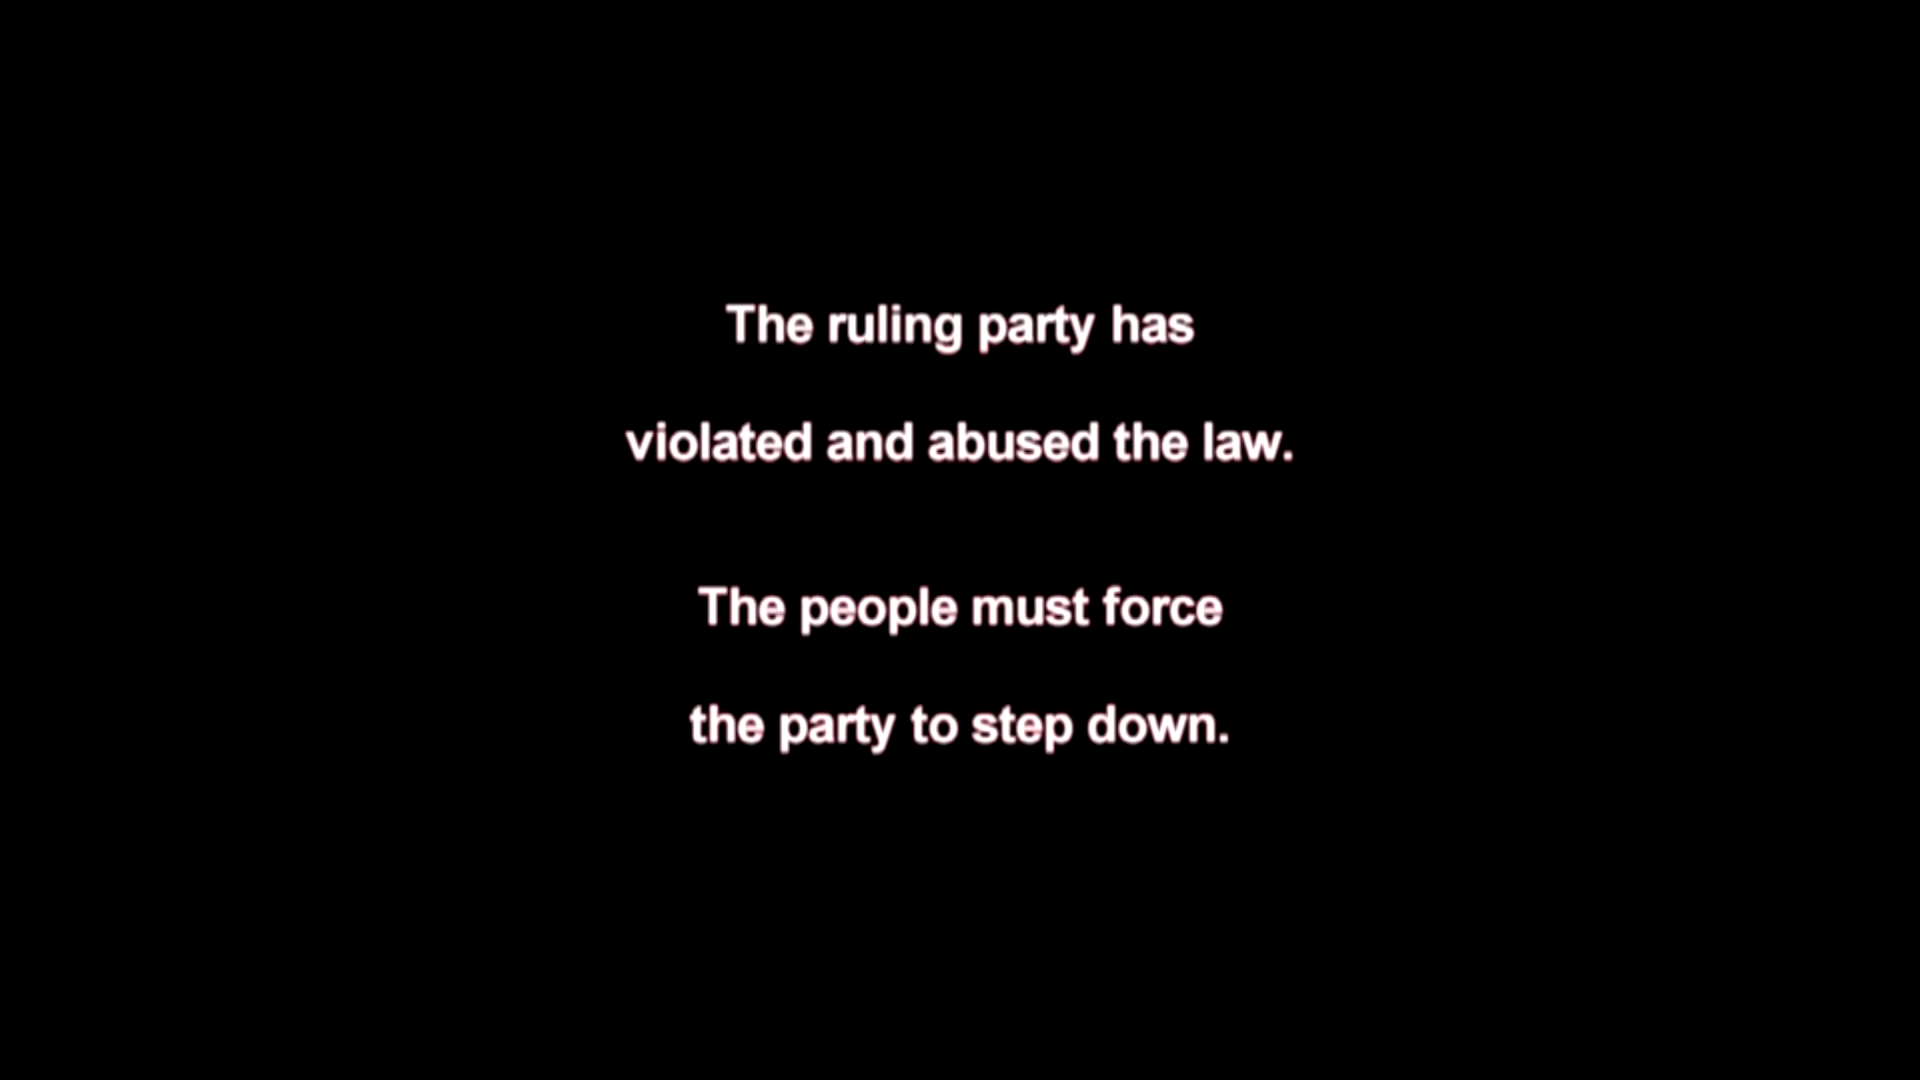 The ruling party has
violated and abused the law.
The people must force
the party to step down.